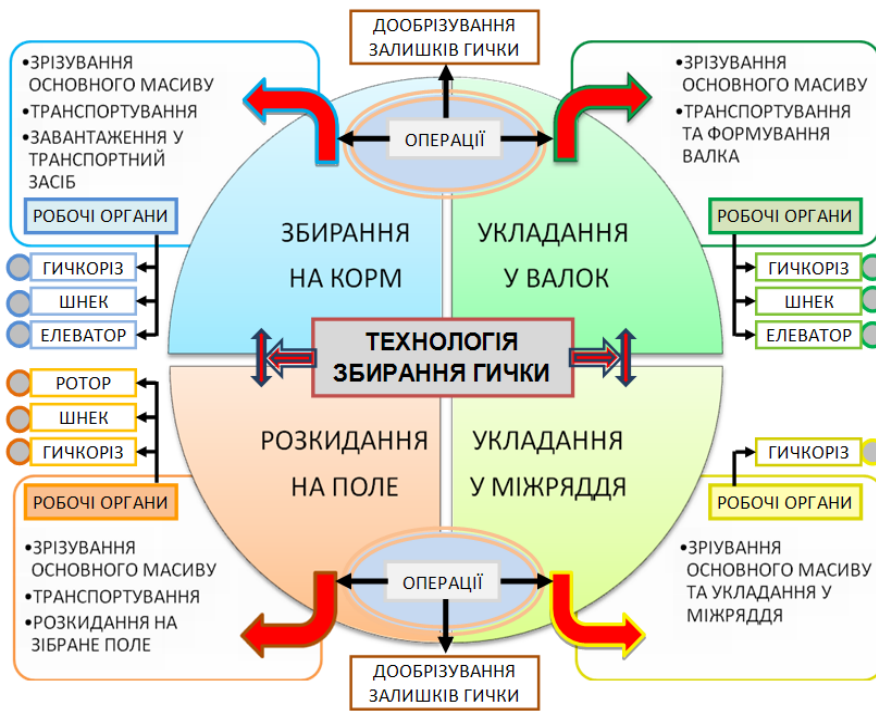 ДООБРІЗУВАННЯ
ЗАЛИШКІВ ГИЧКИ
•ЗРІЗУВАННЯ
ОСНОВНОГО МАСИВУ
•ТРАНСПОРТУВАННЯ
•ЗАВАНТАЖЕННЯ У
ТРАНСПОРТНИЙ
ЗАСІБ
РОБОЧІ ОРГАНИ
ГИЧКОРІЗ
ШНЕК
ЕЛЕВАТОР
ОПЕРАЦІЇ
•ЗРІЗУВАННЯ
ОСНОВНОГО МАСИВУ
•ТРАНСПОРТУВАННЯ
ТА ФОРМУВАННЯ
ВАЛКА
РОБОЧІ ОРГАНИ
ГИЧКОРІЗ
ШНЕК
ЕЛЕВАТОР
ЗБИРАННЯ
НА КОРМ
УКЛАДАННЯ
У ВАЛОК
ТЕХНОЛОГІЯ
ЗБИРАННЯ ГИЧКИ
РОЗКИДАННЯ
НА ПОЛЕ
УКЛАДАННЯ
У МІЖРЯДДЯ
РОТОР
ШНЕК
ГИЧКОРІЗ
РОБОЧІ ОРГАНИ
•ЗРІЗУВАННЯ
ОСНОВНОГО МАСИВУ
•ТРАНСПОРТУВАННЯ
•РОЗКИДАННЯ НА
ЗІБРАНЕ ПОЛЕ
ОПЕРАЦІЇ
ГИЧКОРІЗ
РОБОЧІ ОРГАНИ
•ЗРІУВАННЯ
ОСНОВНОГО МАСИВУ
ТА УКЛАДАННЯ У
МІЖРЯДДЯ
ДООБРІЗУВАННЯ
ЗАЛИШКІВ ГИЧКИ